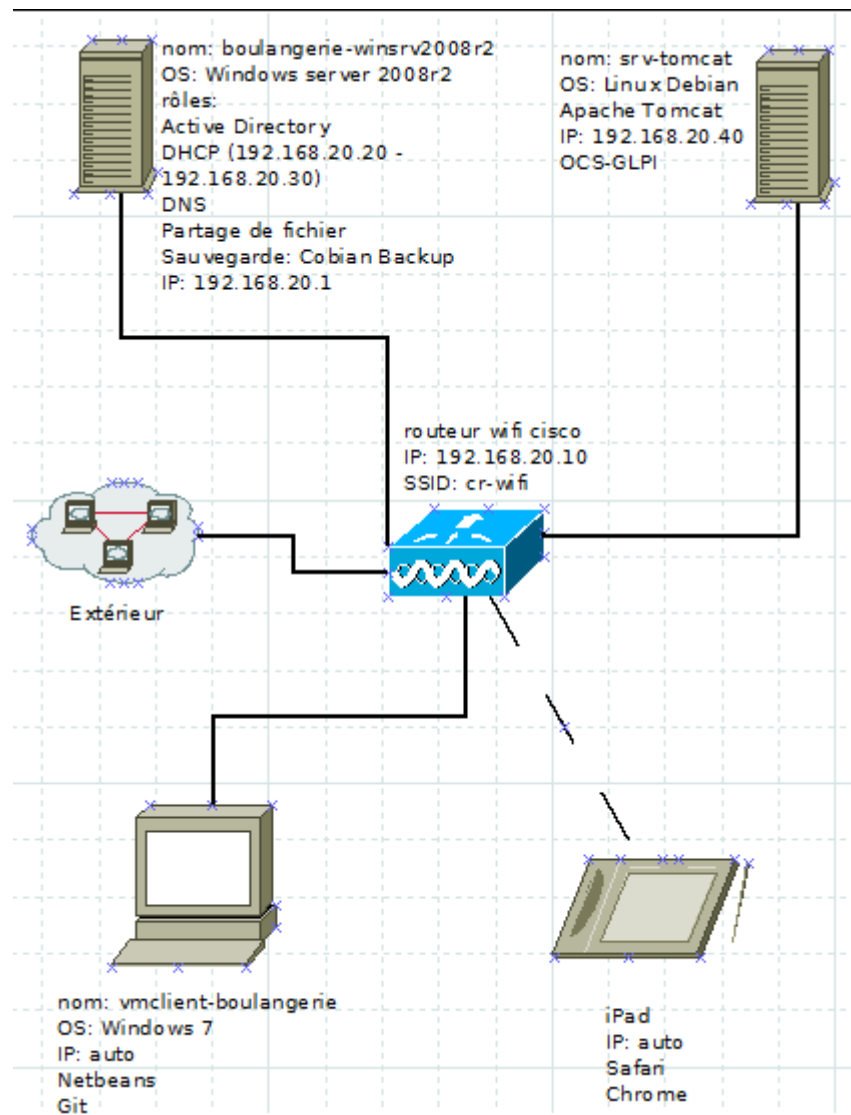 nom: boulangerie-winsrv2008r2
OS: Windows server 2008r2
rôles:
Active Directory
DHCP (192.168.20.20 -
192.168.20.30)
DNS
Partage de fichier
Sauvegarde: Cobian Backup
IP: 192.168.20.1
nom: srv-tomcat
OS: Linux Debian
Apache Tomcat
IP: 192.168.20.40
OCS-GLPI
routeur wifi cisco
IP: 192.168.20.10
SSID: cr-wifi
Extérieur
nom: vmclient-boulangerie
OS: Windows 7
IP: auto
Netbeans
Git
iPad
IP: auto
Safari
Chrome